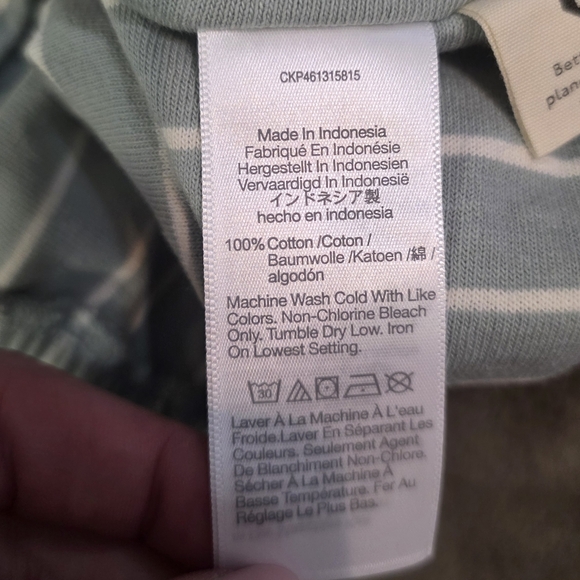 CKP461315815
Made In Indonesia
Fabriqué En Indonésie
Hergestellt In Indonesien
Vervaardigd In Indonesië
インドネシア製
hecho en indonesia
100% Cotton /Coton /
Baumwolle /Katoen /綿 /
algodón
Machine Wash Cold With Like
Colors. Non-Chlorine Bleach
Only. Tumble Dry Low. Iron
On Lowest Setting.
30
Laver À La Machine À L'eau
Froide.Laver En Séparant Les
Couleurs. Seulement Agent
De Blanchiment Non-Chlore.
Sécher À La Machine À
Basse Température. Fer Au
Réglage Le Plus Bas.
Bet
plan